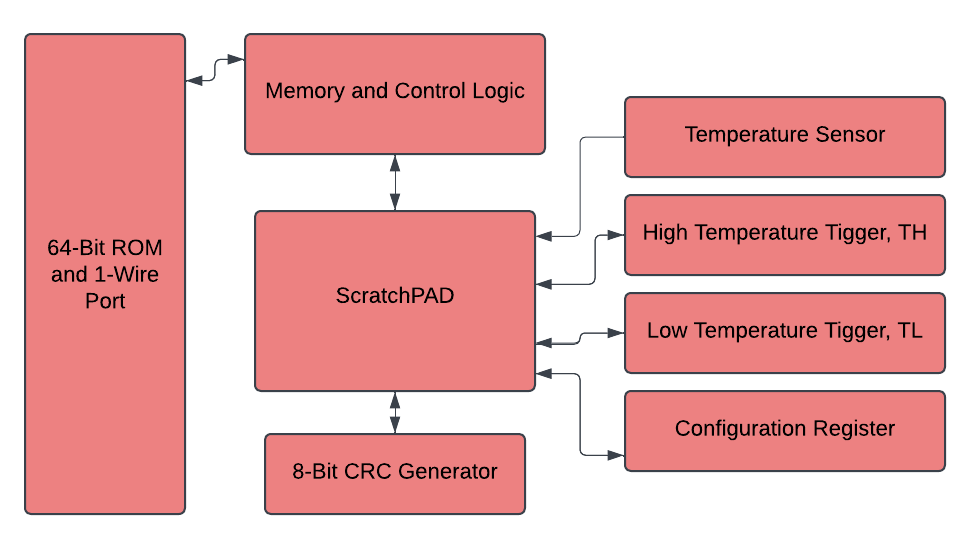 Memory and Control Logic
Temperature Sensor
High Temperature Tigger, TH
64-Bit ROM
and 1-Wire
Port
ScratchPAD
Low Temperature Tigger, TL
Configuration Register
8-Bit CRC Generator